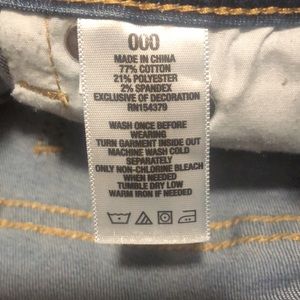 000
MADE IN CHINA
77% COTTON
21% POLYESTER
2% SPANDEX
EXCLUSIVE OF DECORATION
RN154379
WASH ONCE BEFORE
WEARING
TURN GARMENT INSIDE OUT
MACHINE WASH COLD
SEPARATELY
ONLY NON-CHLORINE BLEACH
WHEN NEEDED
TUMBLE DRY LOW
WARM IRON IF NEEDED